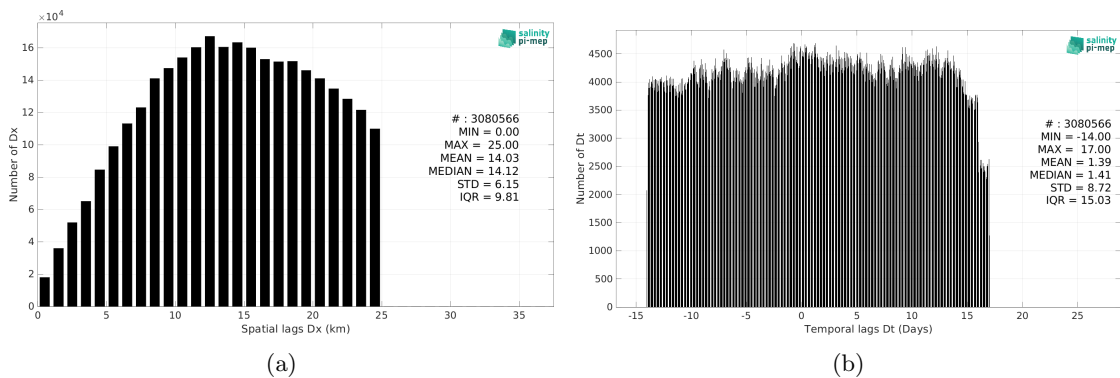 ×10⁴
16
14
12
10
8
6
4
2
0
Number of Dx
0 5 10 15 20 25 30 35
Spatial lags Dx (km)
salinity
pi-mep
# : 3080566
MIN = 0.00
MAX = 25.00
MEAN = 14.03
MEDIAN = 14.12
STD = 6.15
IQR = 9.81
(a)
4500
4000
3500
3000
2500
2000
1500
1000
500
0
Number of Dt
-15 -10 -5 0 5 10 15 20 25
Temporal lags Dt (Days)
salinity
pi-mep
# : 3080566
MIN = -14.00
MAX = 17.00
MEAN = 1.39
MEDIAN = 1.41
STD = 8.72
IQR = 15.03
(b)